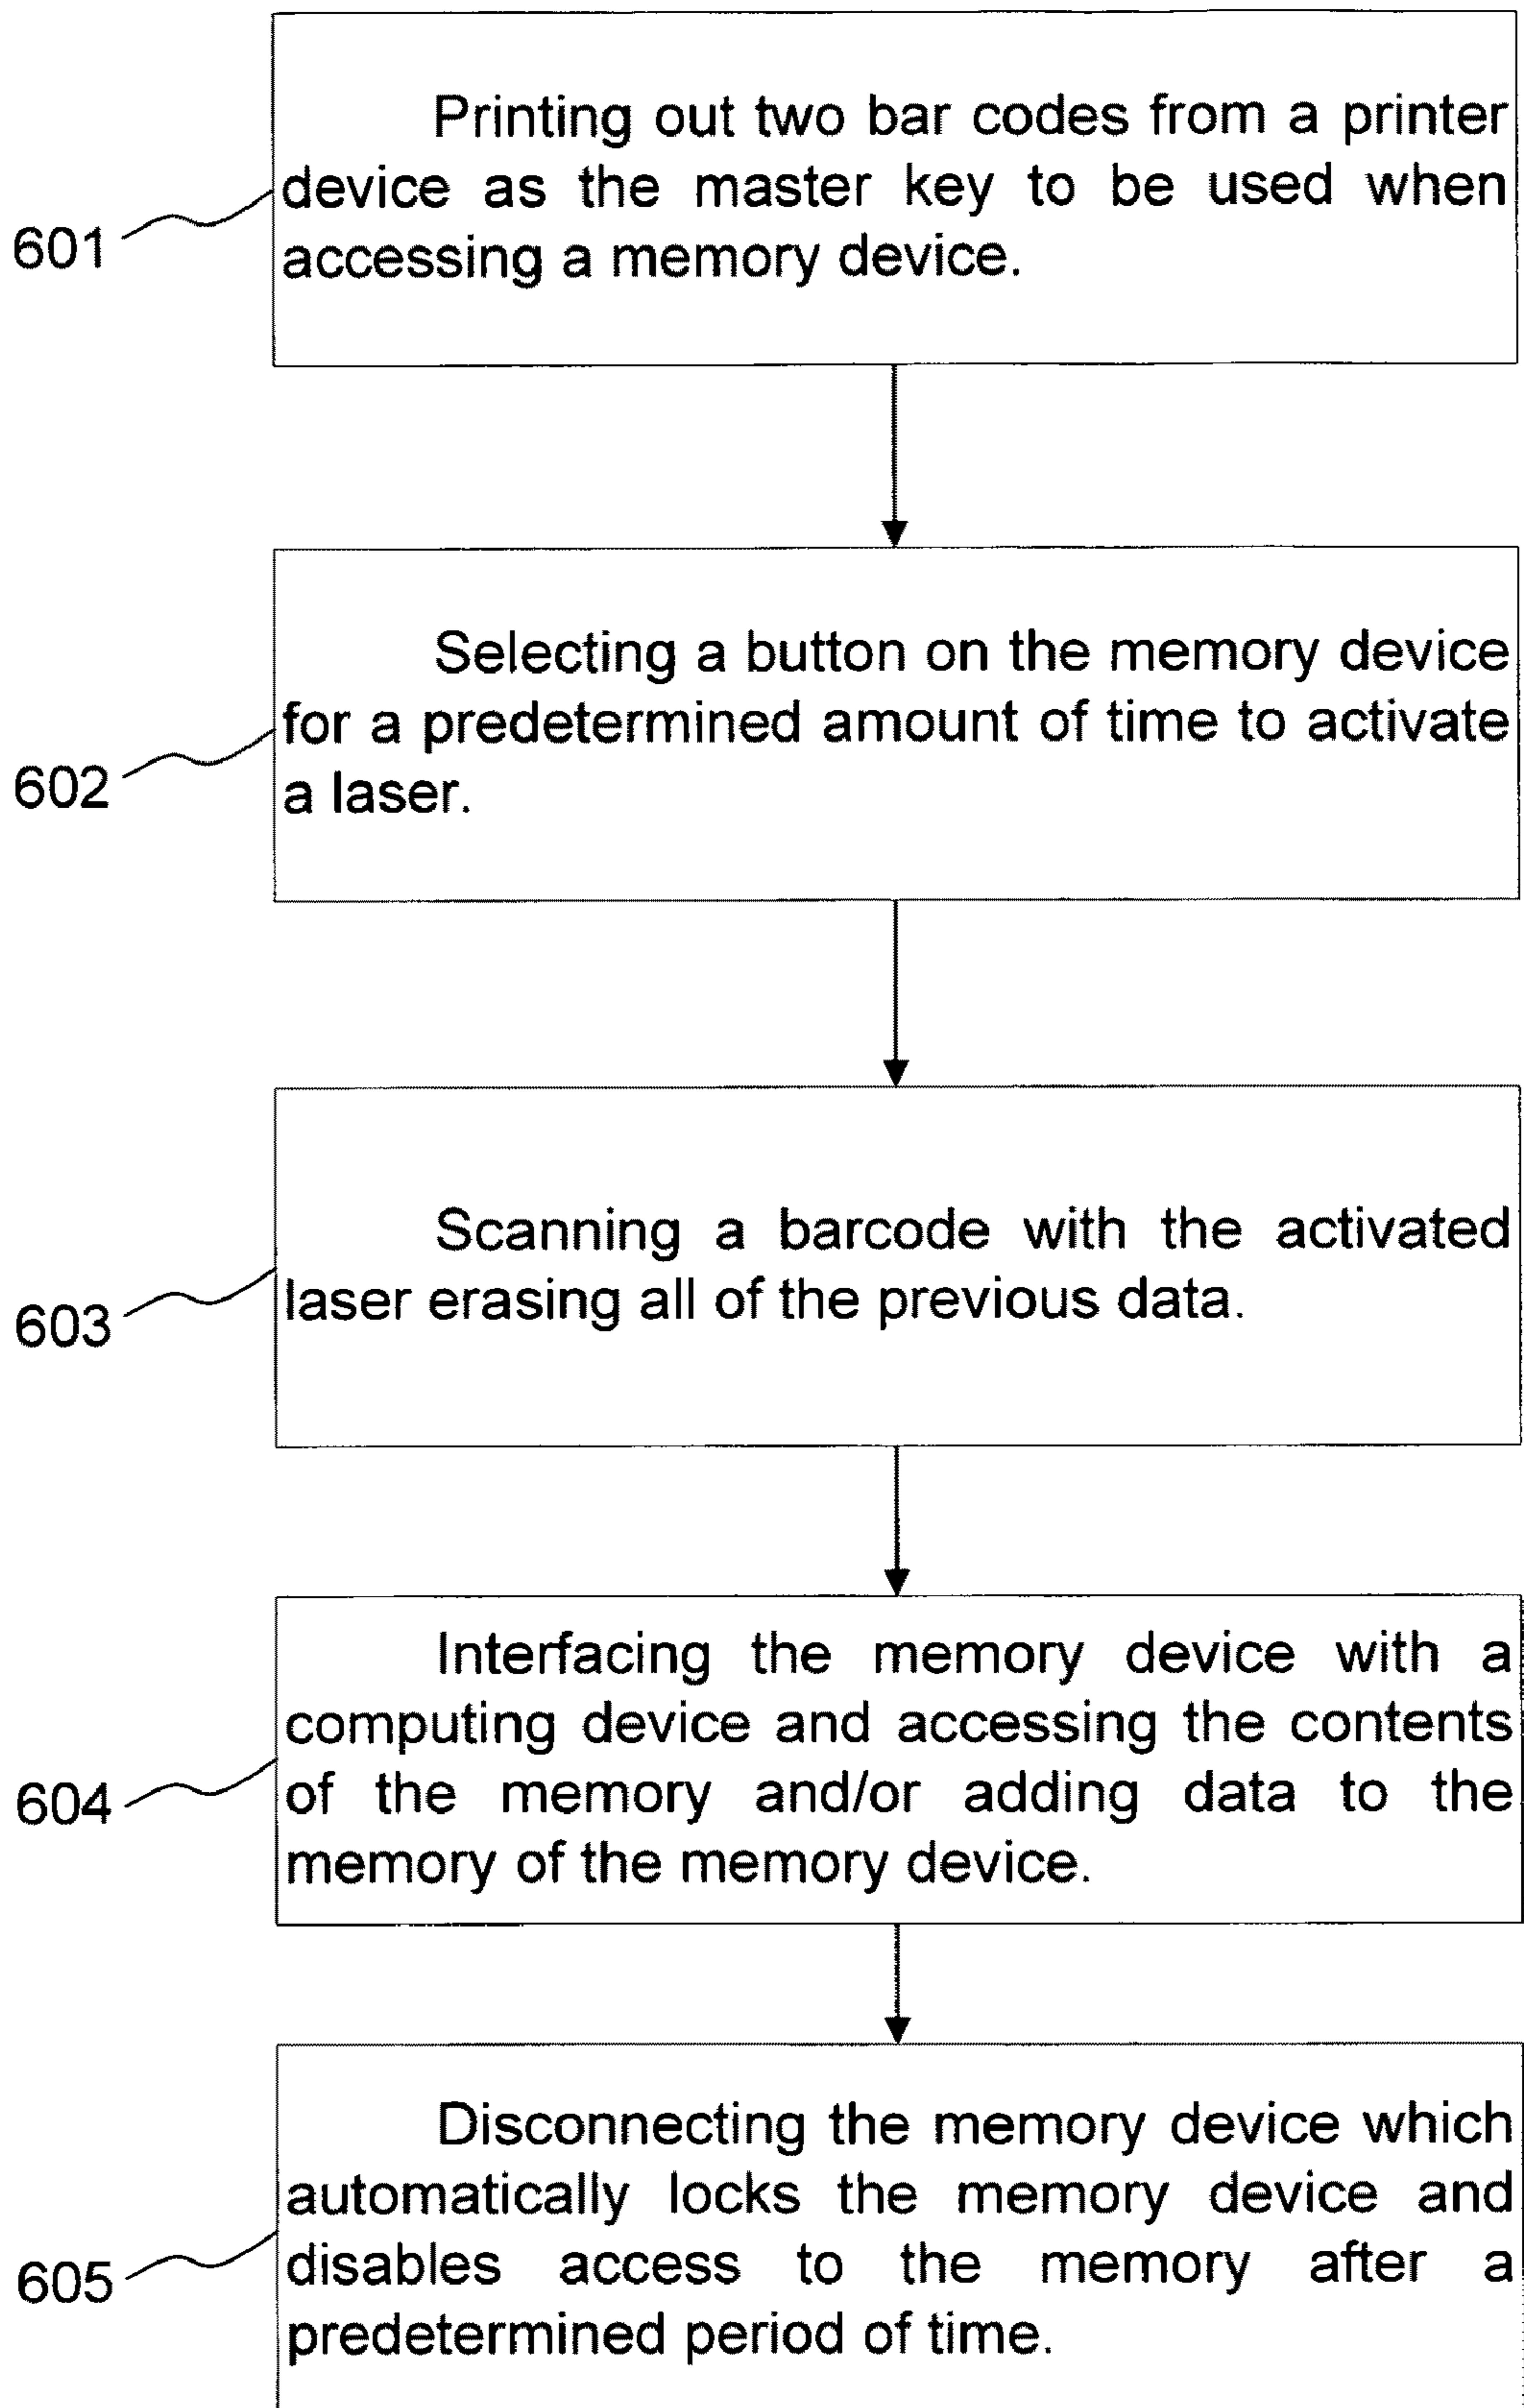 Printing out two bar codes from a printer
device as the master key to be used when
accessing a memory device.
601
Selecting a button on the memory device
for a predetermined amount of time to activate
a laser.
602
Scanning a barcode with the activated
laser erasing all of the previous data.
603
Interfacing the memory device with a
computing device and accessing the contents
of the memory and/or adding data to the
memory of the memory device.
604
Disconnecting the memory device which
automatically locks the memory device and
disables access to the memory after a
predetermined period of time.
605